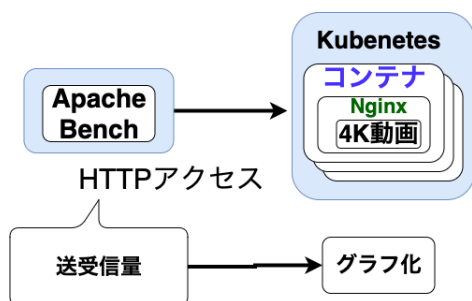 Kubenetes
コンテナ
Apache
Bench
Nginx
4K動画
HTTPアクセス
送受信量
グラフ化